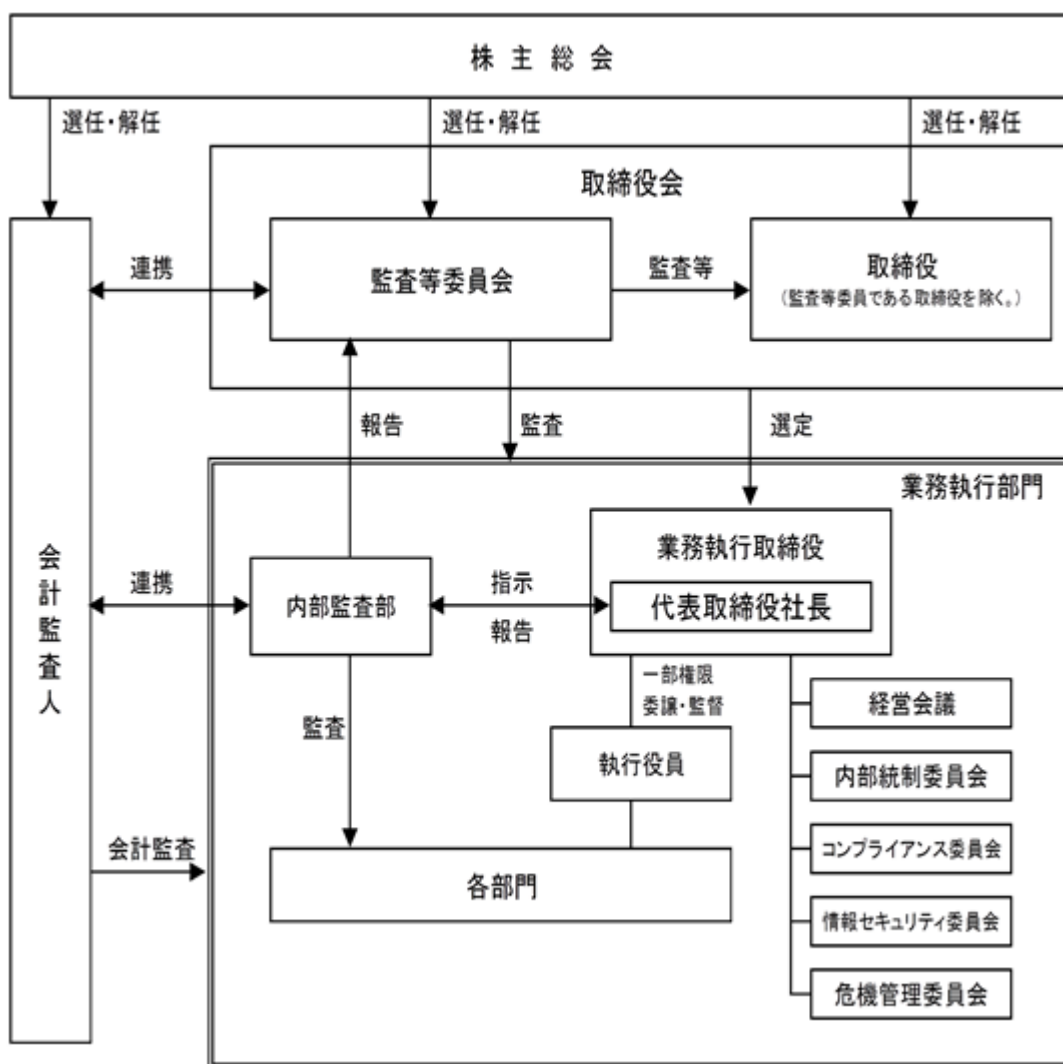 株主総会
選任・解任
選任・解任
選任・解任
取締役会
監査等委員会
取締役
(監査等委員である取締役を除く。)
連携
監査等
報告
監査
選定
業務執行部門
会計監査人
業務執行取締役
代表取締役社長
連携
内部監査部
指示
報告
一部権限
委譲・監督
経営会議
監査
執行役員
内部統制委員会
コンプライアンス委員会
会計監査
各部門
情報セキュリティ委員会
危機管理委員会